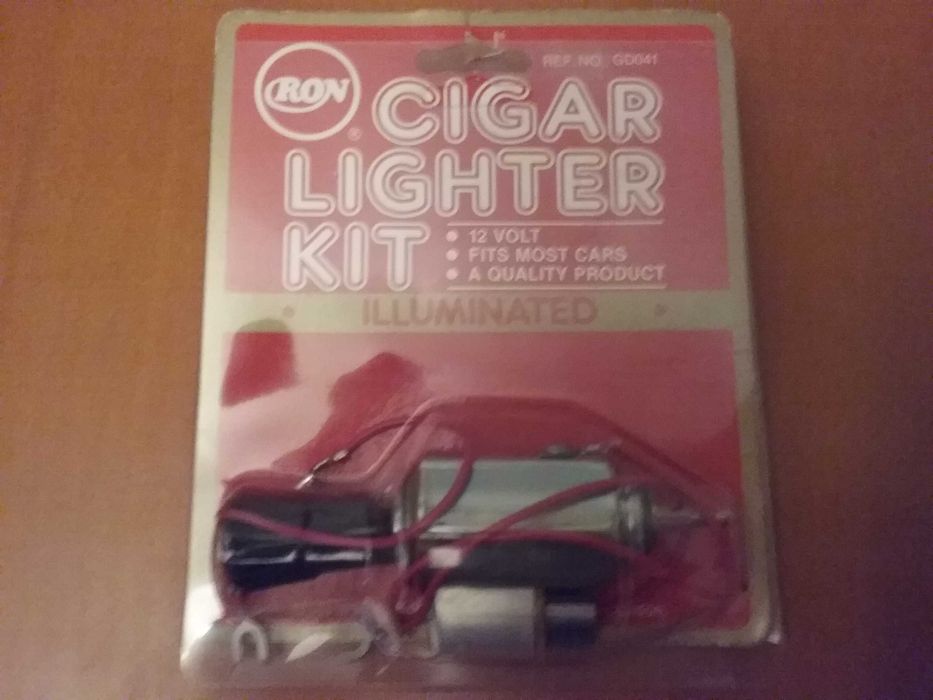 REF. NO. GD041
RON ®
CIGAR
LIGHTER
KIT
• 12 VOLT
• FITS MOST CARS
• A QUALITY PRODUCT
• ILLUMINATED •